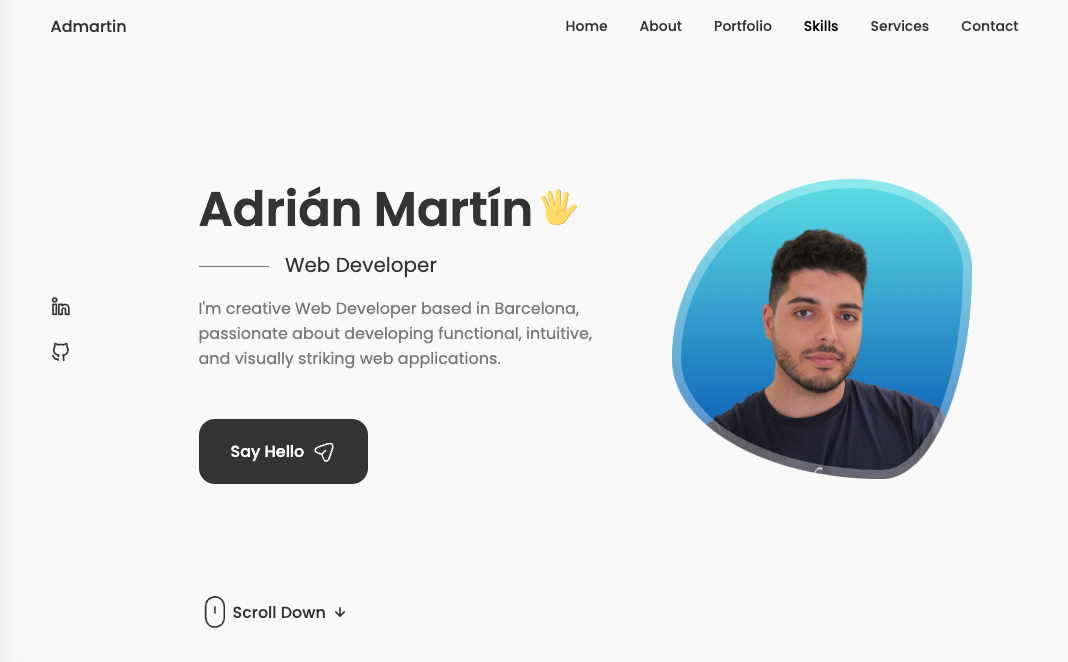 Admartin
Home About Portfolio Skills Services Contact
Adrián Martín
Web Developer
I'm creative Web Developer based in Barcelona,
passionate about developing functional, intuitive,
and visually striking web applications.
Say Hello
Scroll Down